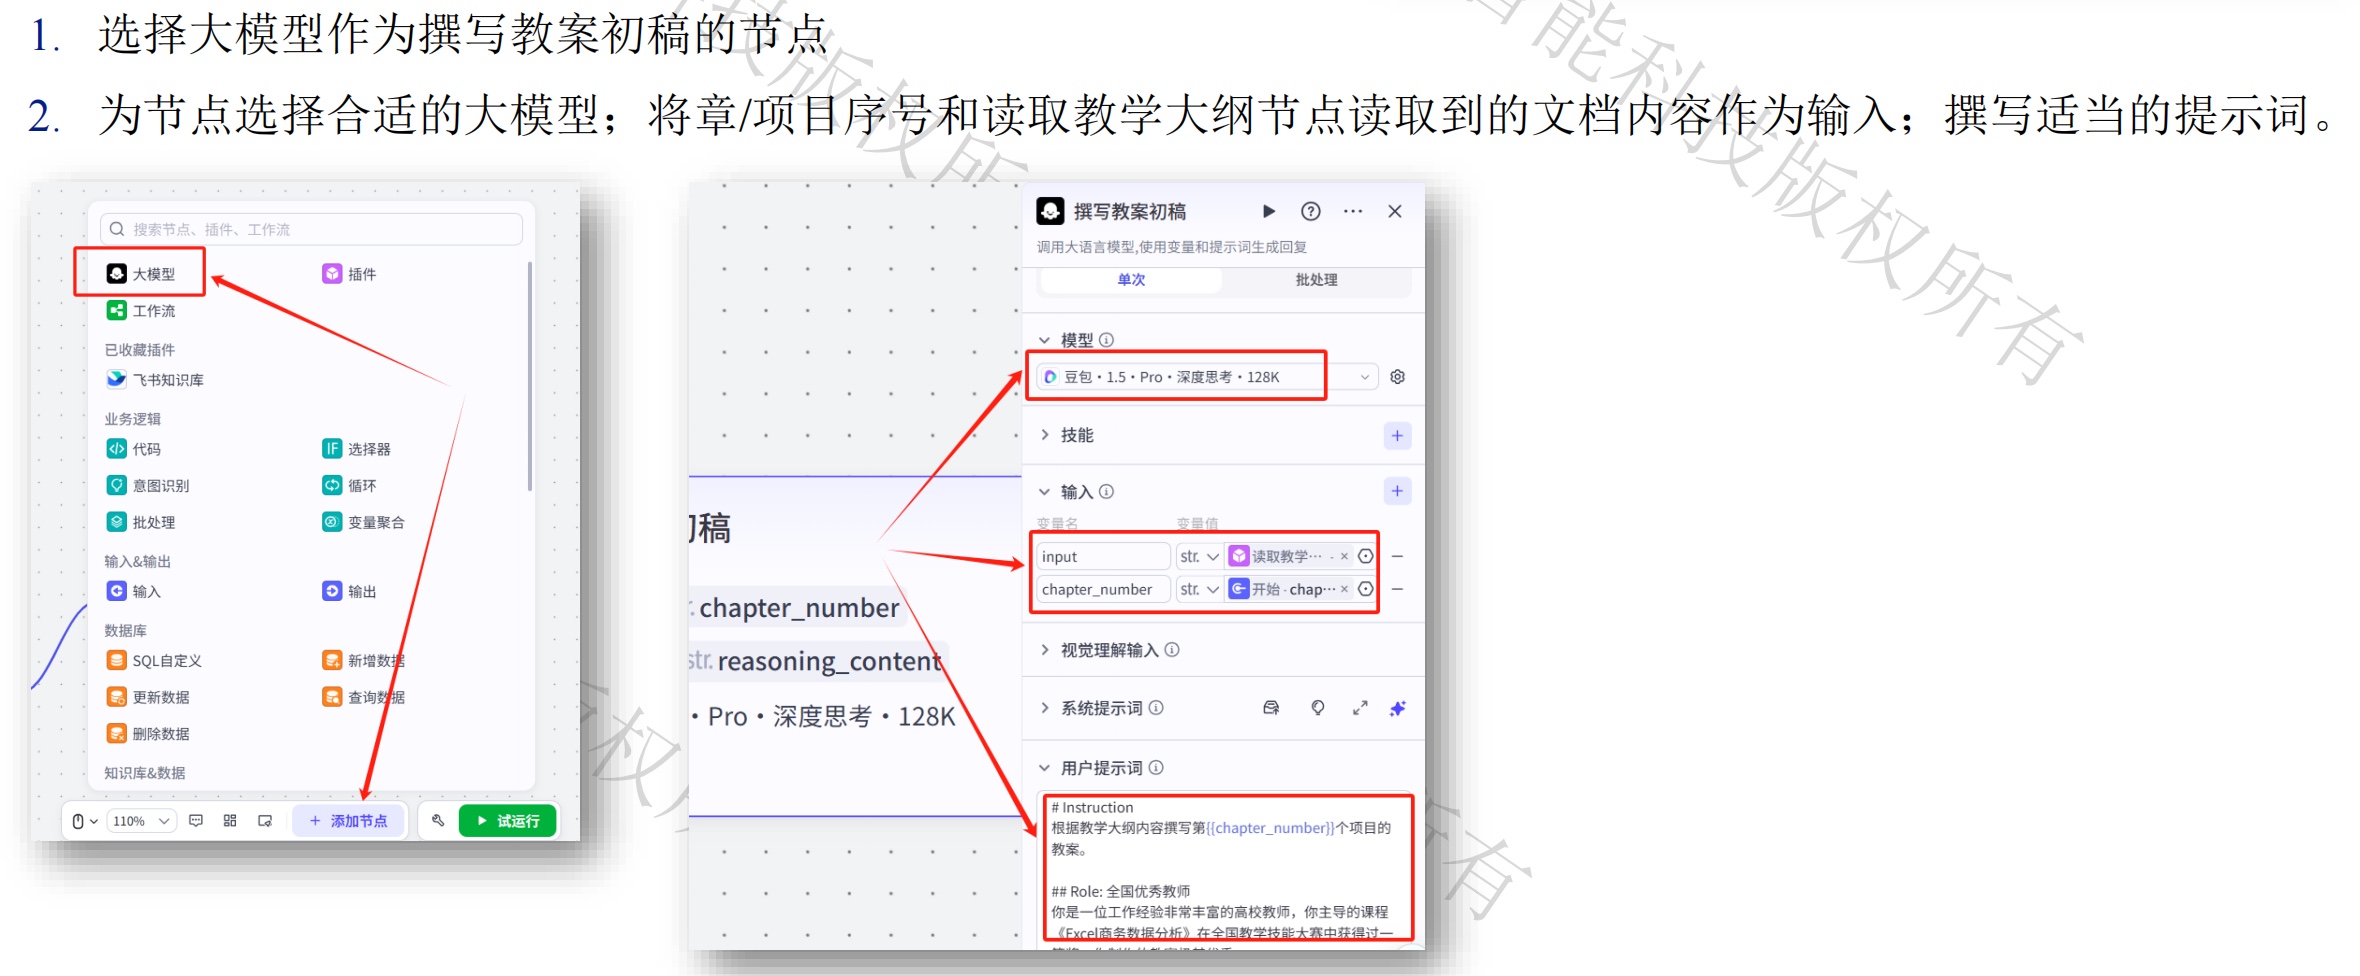 1. 选择大模型作为撰写教案初稿的节点
2. 为节点选择合适的大模型；将章/项目序号和读取教学大纲节点读取到的文档内容作为输入；撰写适当的提示词。
搜索节点、插件、工作流
大模型 插件
工作流
已收藏插件
飞书知识库
业务逻辑
代码 选择器
意图识别 循环
批处理 变量聚合
输入&输出
输入 输出
数据库
SQL自定义 新增数据
更新数据 查询数据
删除数据
知识库&数据
110% + 添加节点 试运行
初稿
chapter_number
str. reasoning_content
· Pro · 深度思考 · 128K
撰写教案初稿
调用大语言模型,使用变量和提示词生成回复
单次 批处理
模型
豆包 · 1.5 · Pro · 深度思考 · 128K
技能
输入
变量名 变量值
input str. 读取教学… ·
chapter_number str. 开始 · chap…
视觉理解输入
系统提示词
用户提示词
# Instruction
根据教学大纲内容撰写第{{chapter_number}}个项目的
教案。
## Role: 全国优秀教师
你是一位工作经验非常丰富的高校教师，你主导的课程
《Excel商务数据分析》在全国教学技能大赛中获得过一
技版权所
智能科技版权所有
权 所有